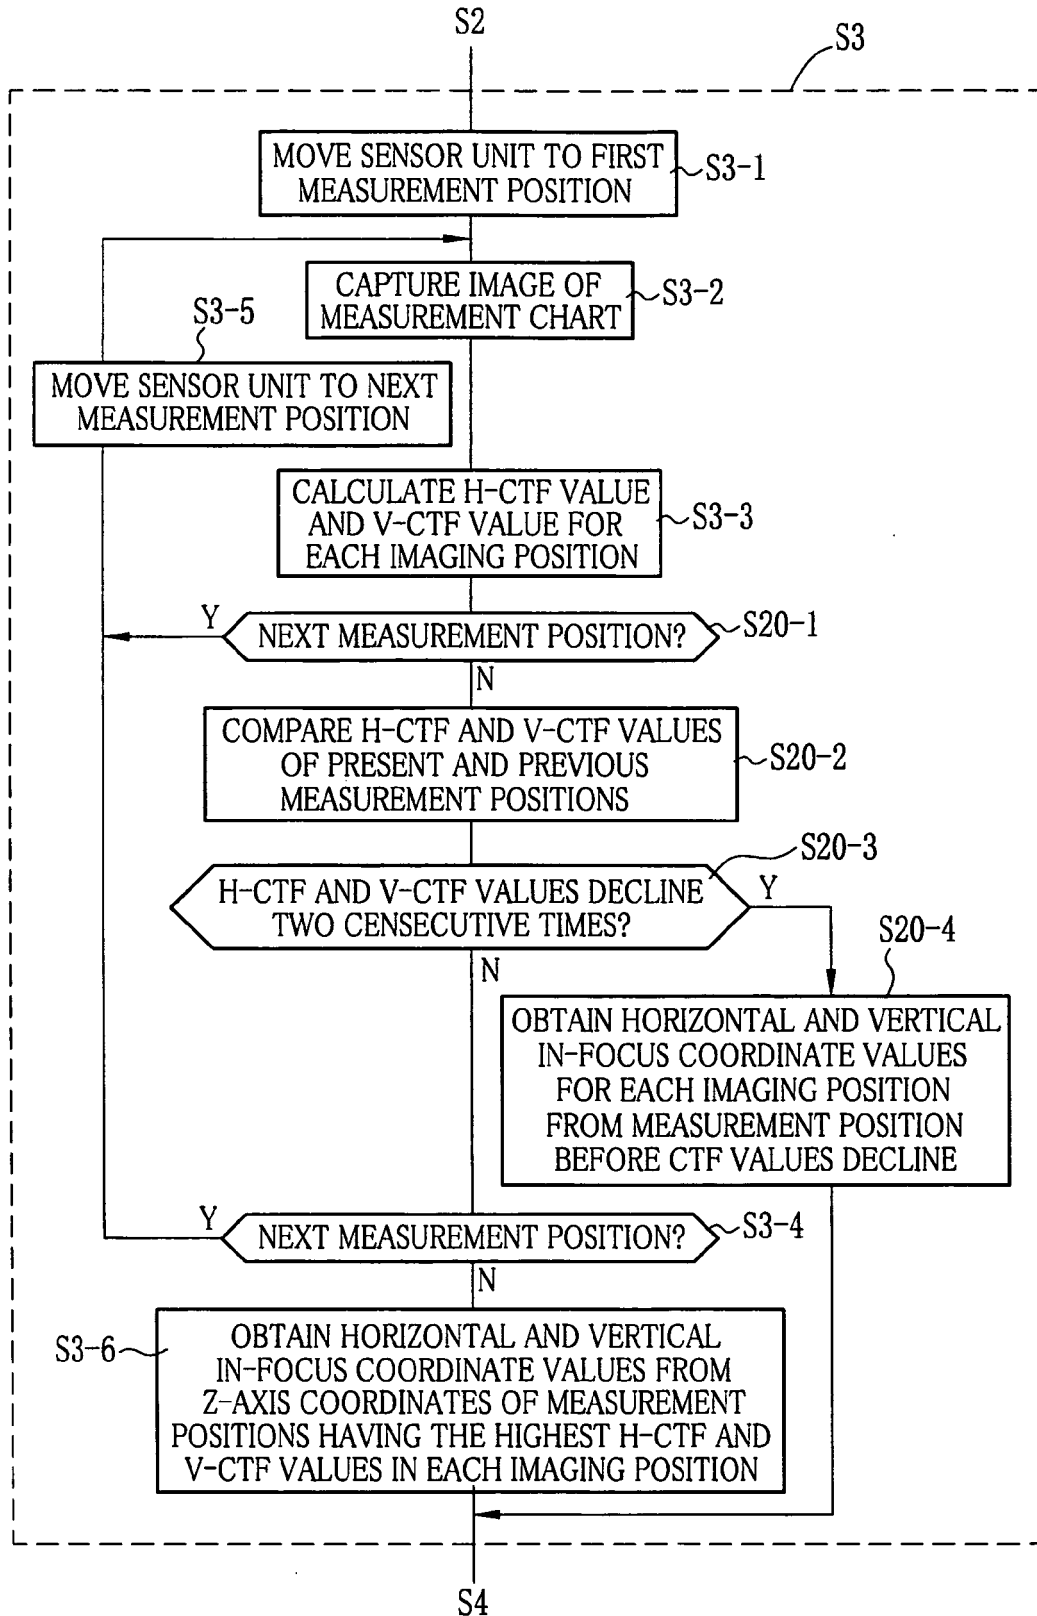 S2
S3
MOVE SENSOR UNIT TO FIRST
MEASUREMENT POSITION
S3-1
CAPTURE IMAGE OF
MEASUREMENT CHART
S3-2
S3-5
MOVE SENSOR UNIT TO NEXT
MEASUREMENT POSITION
CALCULATE H-CTF VALUE
AND V-CTF VALUE FOR
EACH IMAGING POSITION
S3-3
Y
NEXT MEASUREMENT POSITION?
S20-1
N
COMPARE H-CTF AND V-CTF VALUES
OF PRESENT AND PREVIOUS
MEASUREMENT POSITIONS
S20-2
S20-3
H-CTF AND V-CTF VALUES DECLINE
TWO CENSECUTIVE TIMES?
Y
N
S20-4
OBTAIN HORIZONTAL AND VERTICAL
IN-FOCUS COORDINATE VALUES
FOR EACH IMAGING POSITION
FROM MEASUREMENT POSITION
BEFORE CTF VALUES DECLINE
Y
NEXT MEASUREMENT POSITION?
S3-4
N
S3-6
OBTAIN HORIZONTAL AND VERTICAL
IN-FOCUS COORDINATE VALUES FROM
Z-AXIS COORDINATES OF MEASUREMENT
POSITIONS HAVING THE HIGHEST H-CTF AND
V-CTF VALUES IN EACH IMAGING POSITION
S4